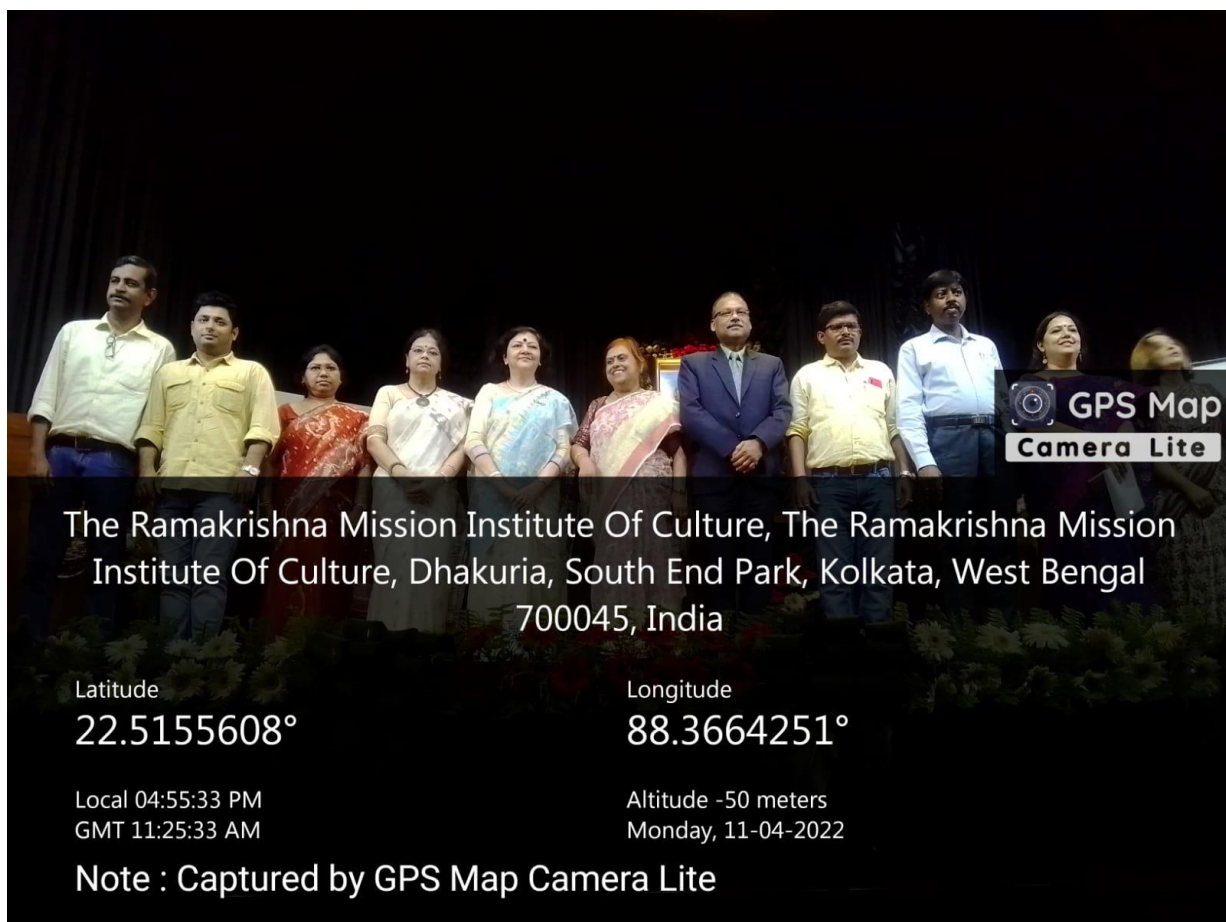 GPS Map
Camera Lite
The Ramakrishna Mission Institute Of Culture, The Ramakrishna Mission
Institute Of Culture, Dhakuria, South End Park, Kolkata, West Bengal
700045, India
Latitude
22.5155608°
Longitude
88.3664251°
Local 04:55:33 PM
GMT 11:25:33 AM
Altitude -50 meters
Monday, 11-04-2022
Note : Captured by GPS Map Camera Lite